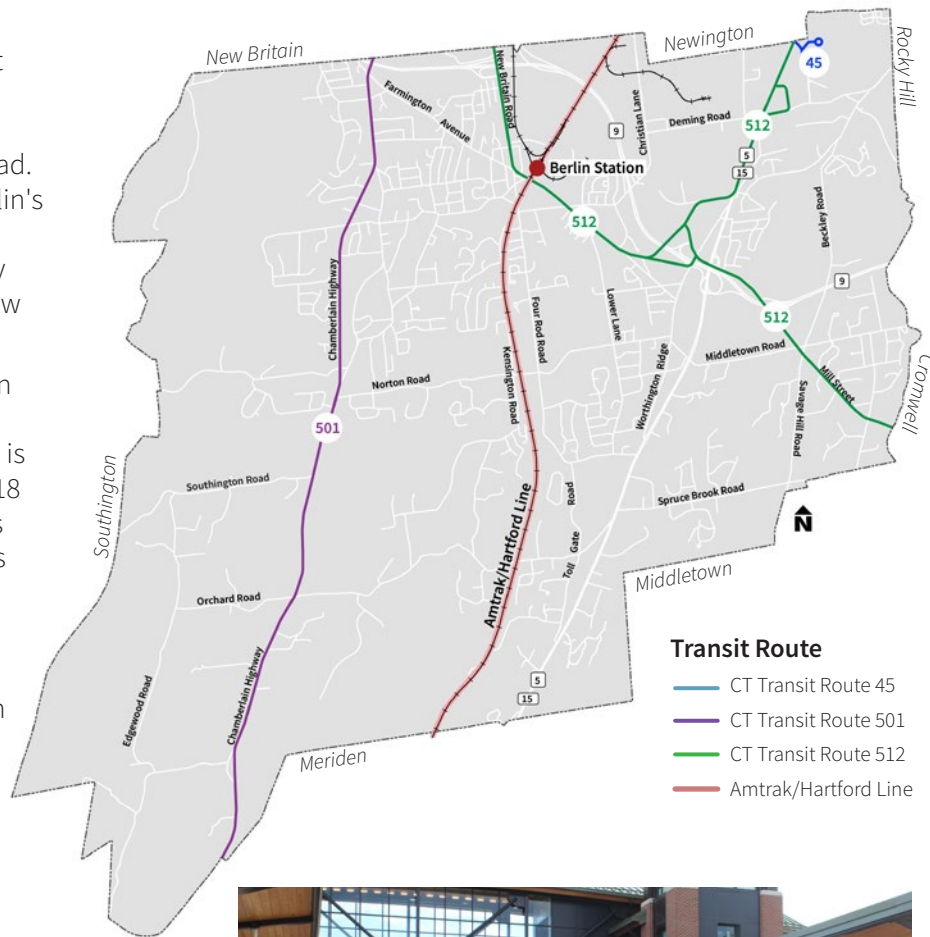 t
ad.
lin's
y
w
n
is
18
s
s
n
New Britain
Newington
Rocky Hill
45
Farmington Avenue
New Britain Road
Christian Lane
9
Deming Road
512
5
15
Berlin Station
512
Beckley Road
9
Chamberlain Highway
Four Rod Road
Lower Lane
512
Middletown Road
Kensington Road
Norton Road
Worthington Ridge
Mill Street
Cromwell
Savage Hill Road
501
Southington
Southington Road
Spruce Brook Road
N
Toll Gate Road
Amtrak/Hartford Line
Middletown
Orchard Road
Edgewood Road
Chamberlain Highway
5
15
Meriden
Transit Route
CT Transit Route 45
CT Transit Route 501
CT Transit Route 512
Amtrak/Hartford Line